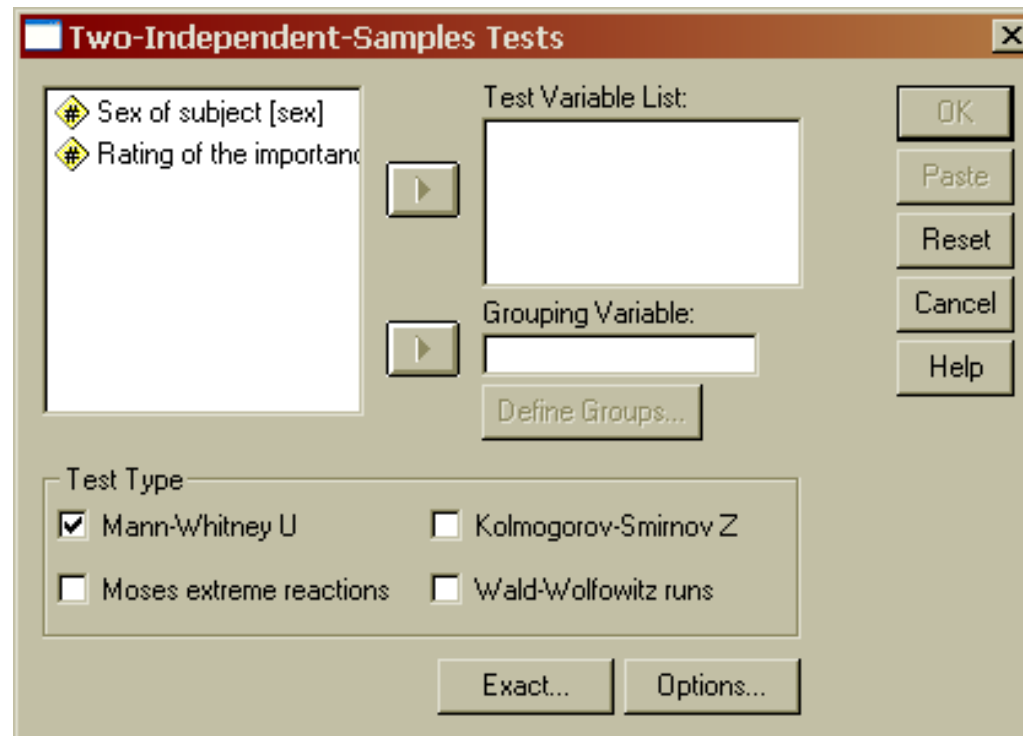 Two-Independent-Samples Tests
Sex of subject [sex]
Rating of the importan
Test Variable List:
Grouping Variable:
Define Groups...
OK
Paste
Reset
Cancel
Help
Test Type
Mann-Whitney U
Kolmogorov-Smirnov Z
Moses extreme reactions
Wald-Wolfowitz runs
Exact...
Options...